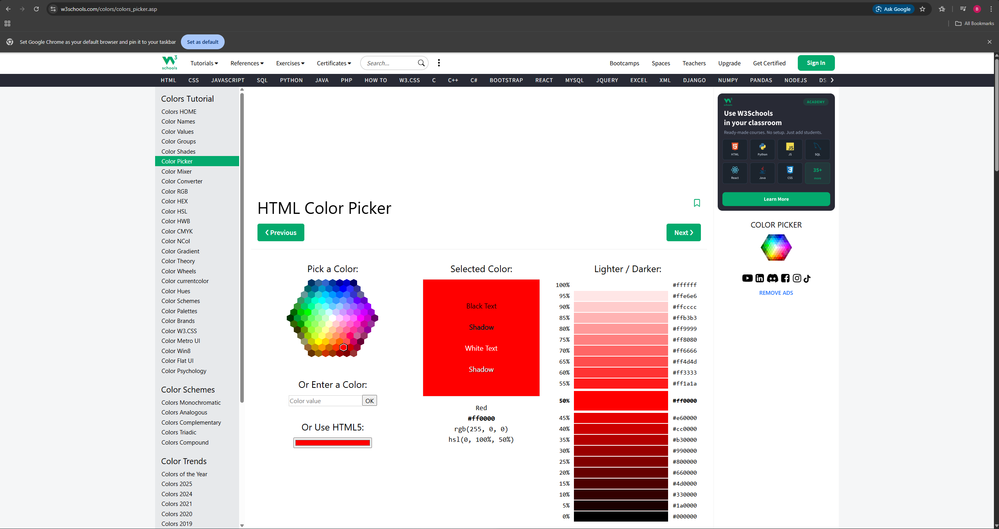 w3schools.com/colors/colors_picker.asp
Ask Google
B
All Bookmarks
Set Google Chrome as your default browser and pin it to your taskbar
Set as default
W3 schools
Tutorials
References
Exercises
Certificates
Search...
Bootcamps
Spaces
Teachers
Upgrade
Get Certified
Sign In
HTML CSS JAVASCRIPT SQL PYTHON JAVA PHP HOW TO W3.CSS C C++ C# BOOTSTRAP REACT MYSQL JQUERY EXCEL XML DJANGO NUMPY PANDAS NODEJS DS
Colors Tutorial
Colors HOME
Color Names
Color Values
Color Groups
Color Shades
Color Picker
Color Mixer
Color Converter
Color RGB
Color HEX
Color HSL
Color HWB
Color CMYK
Color NCol
Color Gradient
Color Theory
Color Wheels
Color currentcolor
Color Hues
Color Schemes
Color Palettes
Color Brands
Color W3.CSS
Color Metro UI
Color Win8
Color Flat UI
Color Psychology
Color Schemes
Colors Monochromatic
Colors Analogous
Colors Complementary
Colors Triadic
Colors Compound
Color Trends
Colors of the Year
Colors 2025
Colors 2024
Colors 2021
Colors 2020
Colors 2019
HTML Color Picker
❮ Previous
Next ❯
Pick a Color:
Or Enter a Color:
Color value
OK
Or Use HTML5:
Selected Color:
Black Text
Shadow
White Text
Shadow
Red
#ff0000
rgb(255, 0, 0)
hsl(0, 100%, 50%)
Lighter / Darker:
100% #ffffff
95% #ffe6e6
90% #ffcccc
85% #ffb3b3
80% #ff9999
75% #ff8080
70% #ff6666
65% #ff4d4d
60% #ff3333
55% #ff1a1a
50% #ff0000
45% #e60000
40% #cc0000
35% #b30000
30% #990000
25% #800000
20% #660000
15% #4d0000
10% #330000
5% #1a0000
0% #000000
W3 schools
ACADEMY
Use W3Schools
in your classroom
Ready-made courses. No setup. Just add students.
HTML
Python
JS
JS
SQL
React
Java
CSS
35+
more
Learn More
COLOR PICKER
REMOVE ADS